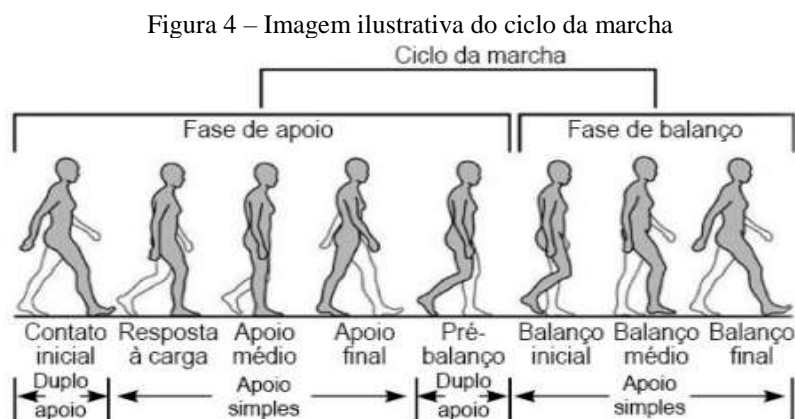 Figura 4 – Imagem ilustrativa do ciclo da marcha
Ciclo da marcha
Fase de apoio
Fase de balanço
Contato inicial
Resposta à carga
Apoio médio
Apoio final
Pré-balanço
Balanço inicial
Balanço médio
Balanço final
Duplo apoio
Apoio simples
Duplo apoio
Apoio simples